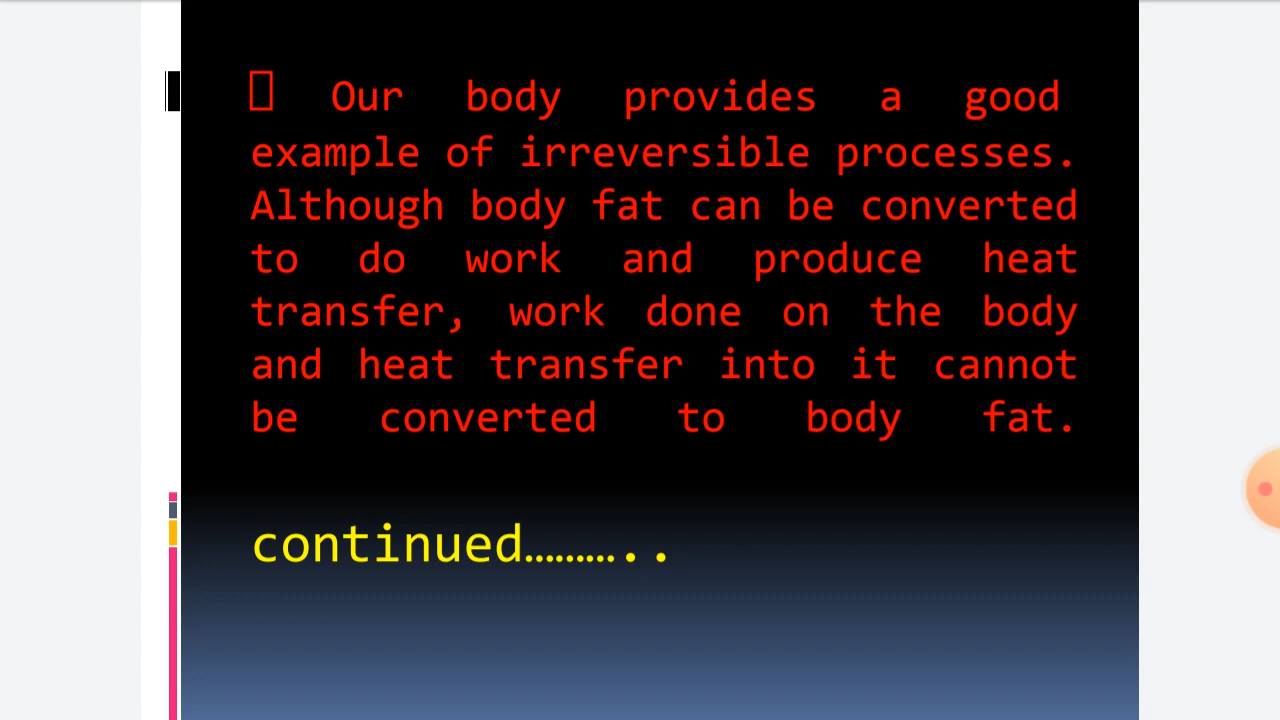 Our body provides a good
example of irreversible processes.
Although body fat can be converted
to do work and produce heat
transfer, work done on the body
and heat transfer into it cannot
be converted to body fat.
continued………..